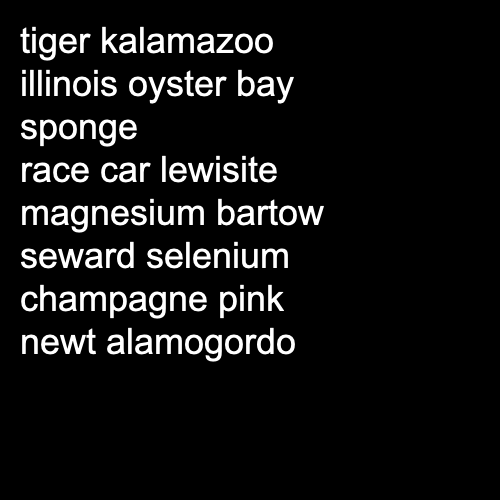 tiger kalamazoo
illinois oyster bay
sponge
race car lewisite
magnesium bartow
seward selenium
champagne pink
newt alamogordo